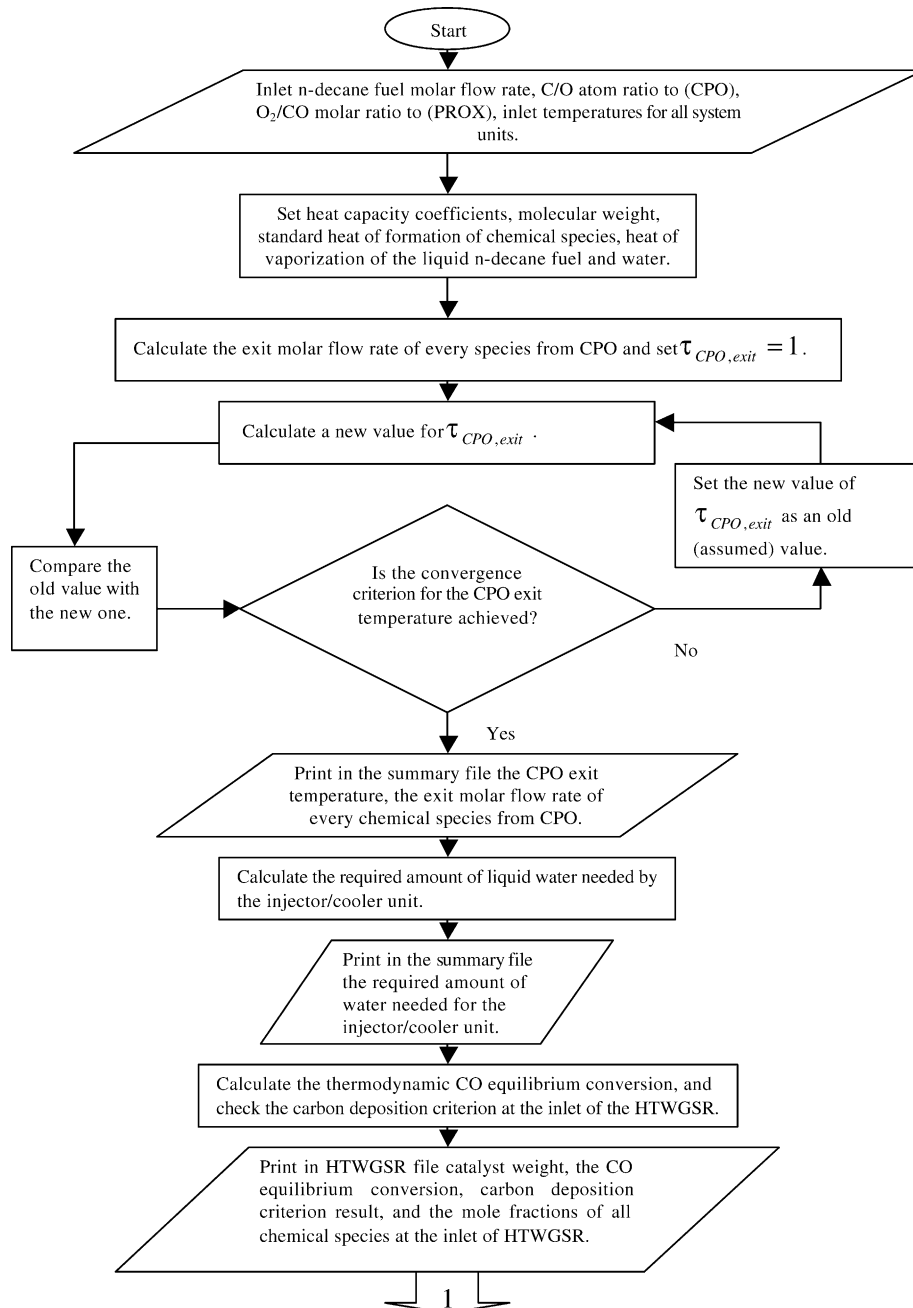 Start
Inlet n-decane fuel molar flow rate, C/O atom ratio to (CPO),
O₂/CO molar ratio to (PROX), inlet temperatures for all system
units.
Set heat capacity coefficients, molecular weight,
standard heat of formation of chemical species, heat of
vaporization of the liquid n-decane fuel and water.
Calculate the exit molar flow rate of every species from CPO and set τ CPO,exit = 1 .
Calculate a new value for τ CPO,exit .
Set the new value of
τ CPO,exit as an old
(assumed) value.
Compare the
old value with
the new one.
Is the convergence
criterion for the CPO exit
temperature achieved?
No
Yes
Print in the summary file the CPO exit
temperature, the exit molar flow rate of
every chemical species from CPO.
Calculate the required amount of liquid water needed by
the injector/cooler unit.
Print in the summary file
the required amount of
water needed for the
injector/cooler unit.
Calculate the thermodynamic CO equilibrium conversion, and
check the carbon deposition criterion at the inlet of the HTWGSR.
Print in HTWGSR file catalyst weight, the CO
equilibrium conversion, carbon deposition
criterion result, and the mole fractions of all
chemical species at the inlet of HTWGSR.
1